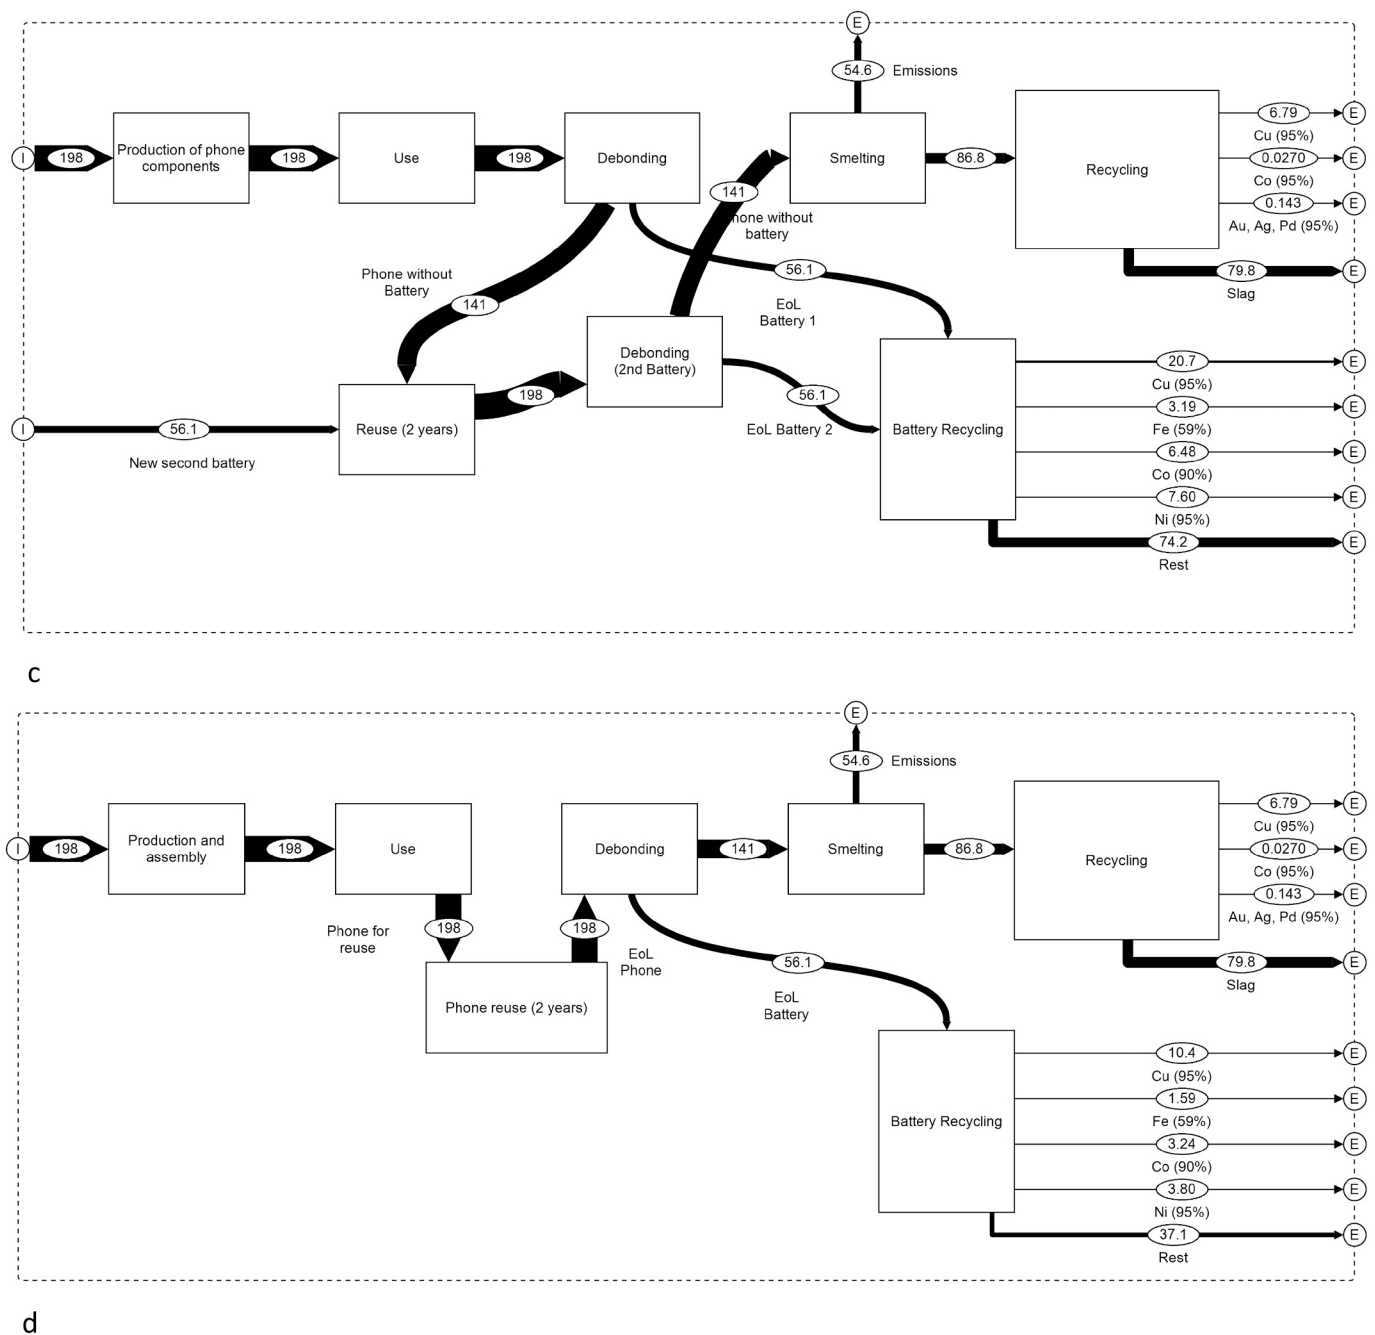 E
54.6 Emissions
I
198
Production of phone
components
198
Use
198
Debonding
Smelting
86.8
Recycling
6.79
E
Cu (95%)
0.0270
E
Co (95%)
0.143
E
Au, Ag, Pd (95%)
79.8
E
Slag
141
hone without
battery
Phone without
Battery
141
56.1
EoL
Battery 1
Debonding
(2nd Battery)
198
56.1
EoL Battery 2
I
56.1
New second battery
Reuse (2 years)
Battery Recycling
20.7
E
Cu (95%)
3.19
E
Fe (59%)
6.48
E
Co (90%)
7.60
E
Ni (95%)
74.2
E
Rest
c
E
54.6 Emissions
I
198
Production and
assembly
198
Use
Debonding
141
Smelting
86.8
Recycling
6.79
E
Cu (95%)
0.0270
E
Co (95%)
0.143
E
Au, Ag, Pd (95%)
79.8
E
Slag
Phone for
reuse
198
198
EoL
Phone
Phone reuse (2 years)
56.1
EoL
Battery
Battery Recycling
10.4
E
Cu (95%)
1.59
E
Fe (59%)
3.24
E
Co (90%)
3.80
E
Ni (95%)
37.1
E
Rest
d